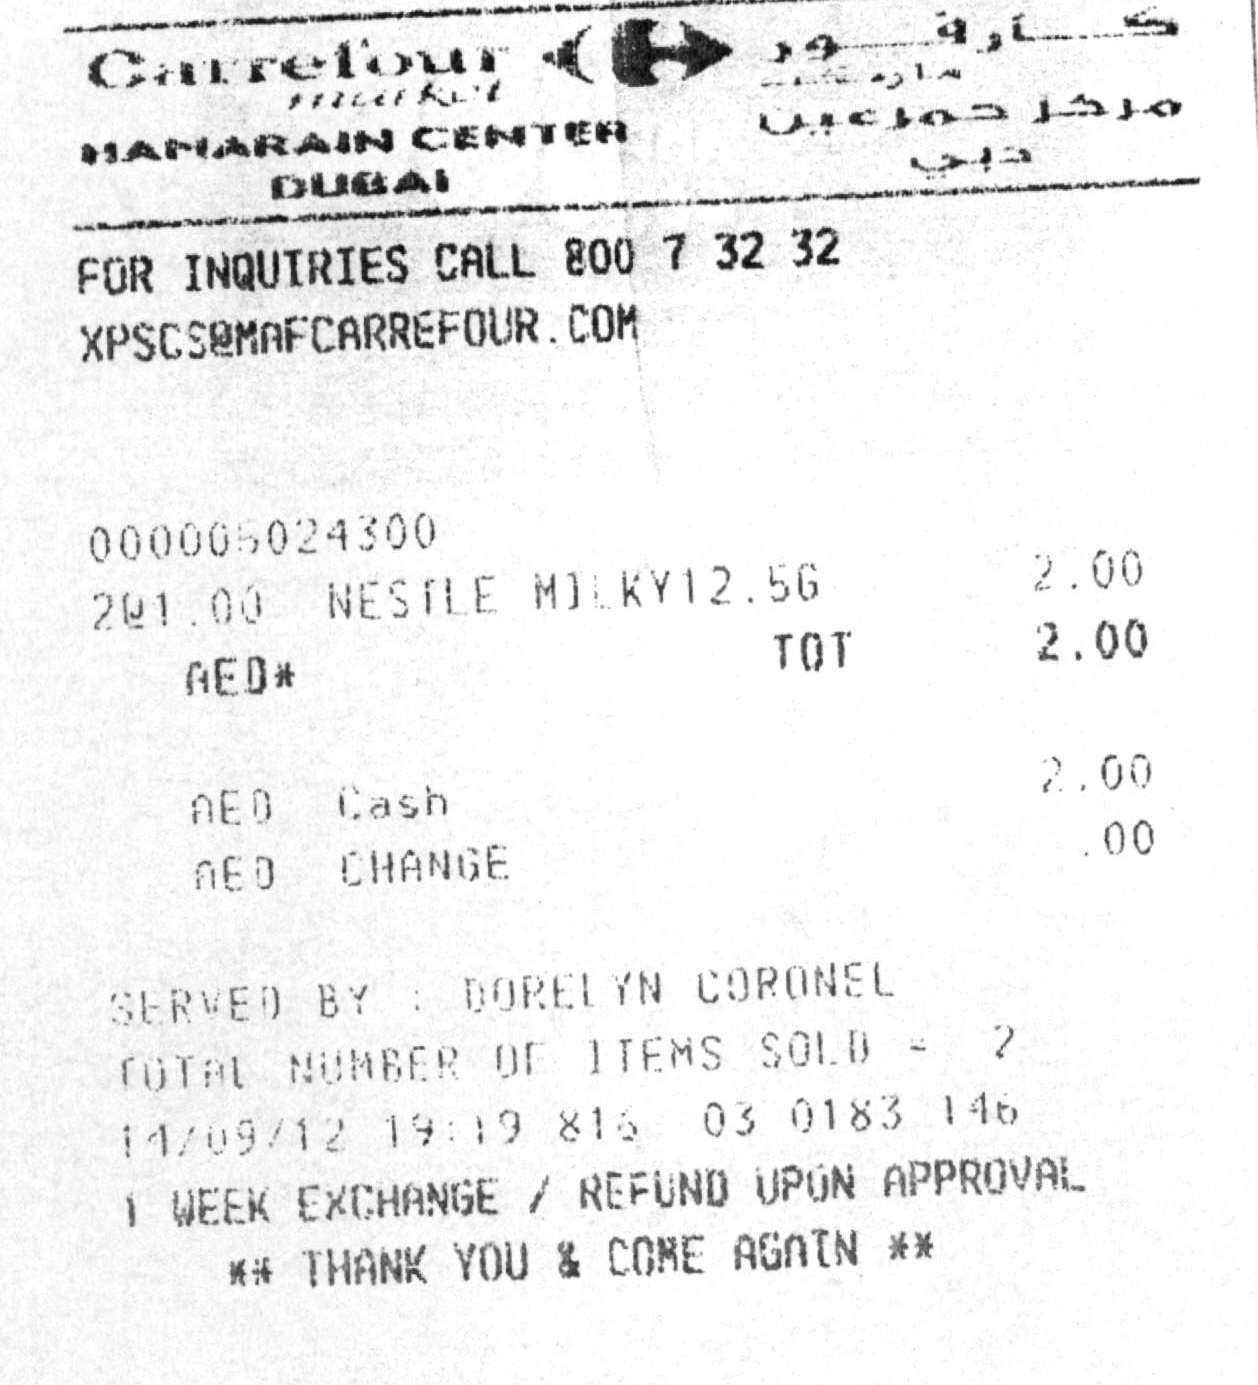 Carrefour كارفور
market ماركت
HAMARAIN CENTER مركز حمرعين
DUBAI دبي
FOR INQUIRIES CALL 800 7 32 32
XPSCS@MAFCARREFOUR.COM
000005024300
2@1.00 NESTLE MILKY12.5G 2.00
AED* TOT 2.00
AED Cash 2.00
AED CHANGE .00
SERVED BY : DORELYN CORONEL
TOTAL NUMBER OF ITEMS SOLD = 2
14/09/12 19:19 816 03 0183 146
1 WEEK EXCHANGE / REFUND UPON APPROVAL
** THANK YOU & COME AGAIN **